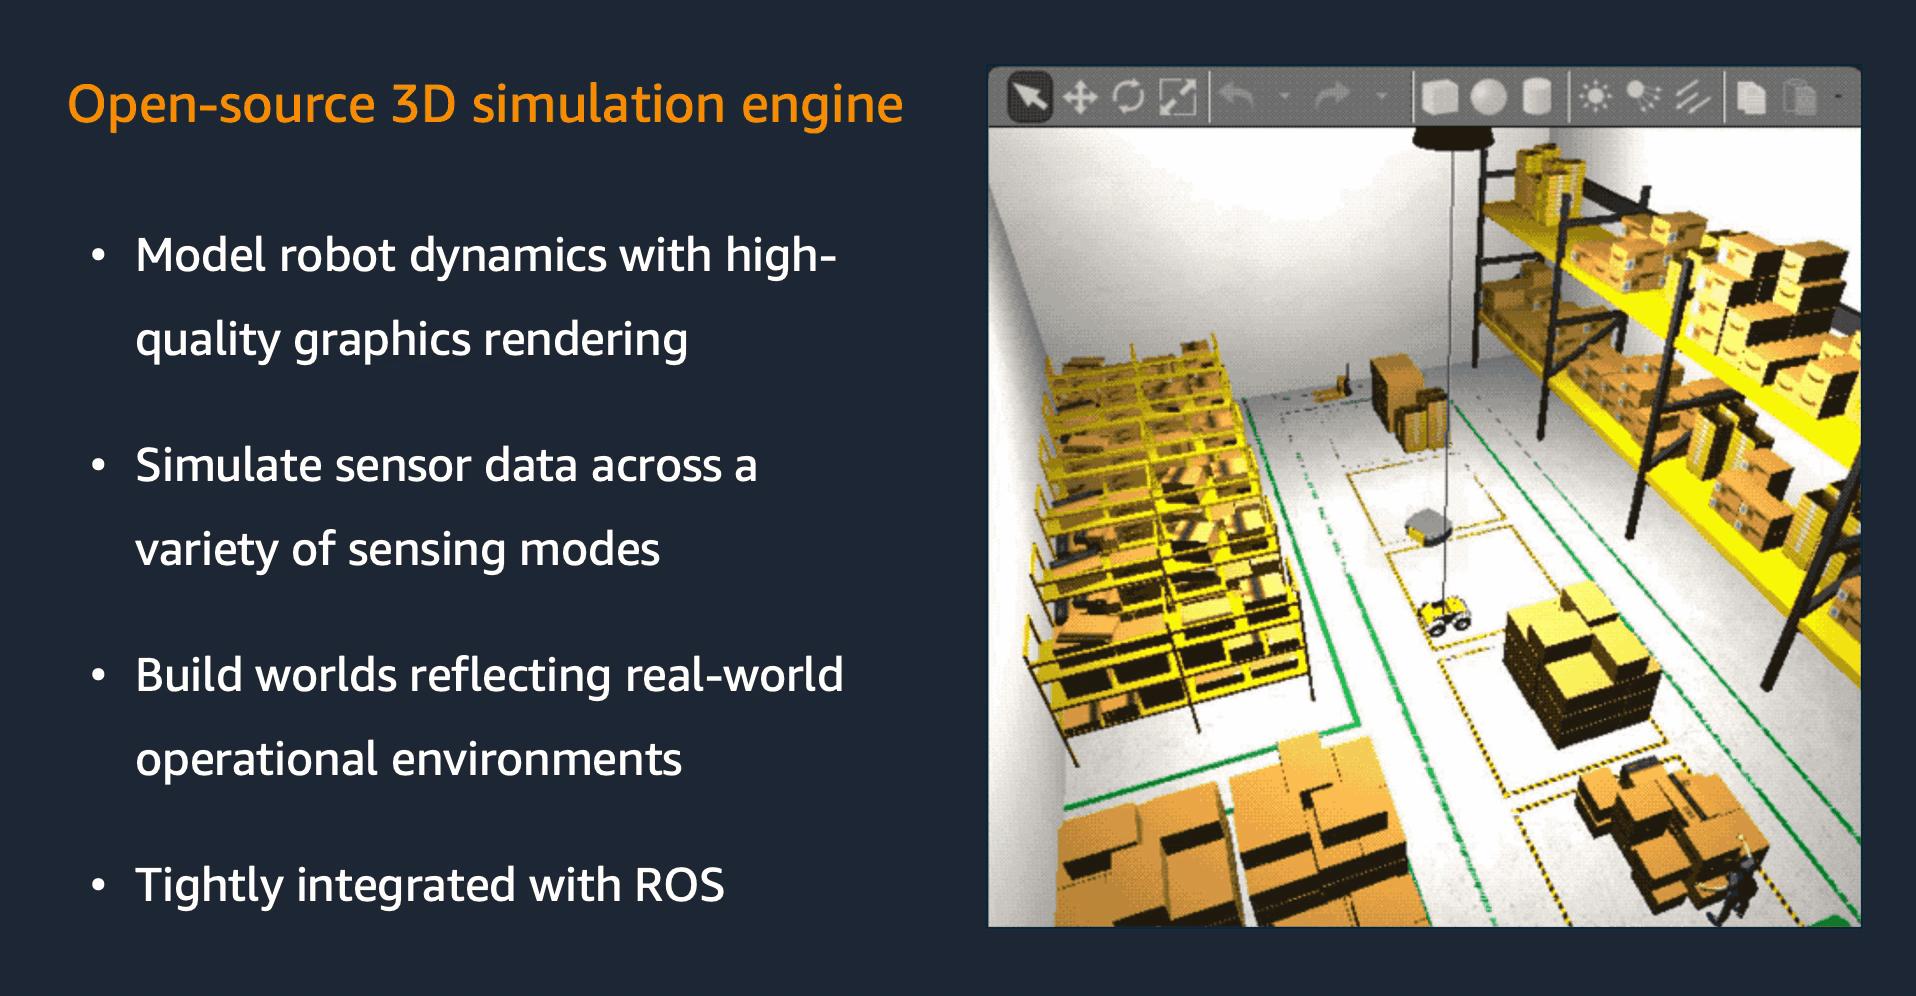 Open-source 3D simulation engine
• Model robot dynamics with high-
quality graphics rendering
• Simulate sensor data across a
variety of sensing modes
• Build worlds reflecting real-world
operational environments
• Tightly integrated with ROS